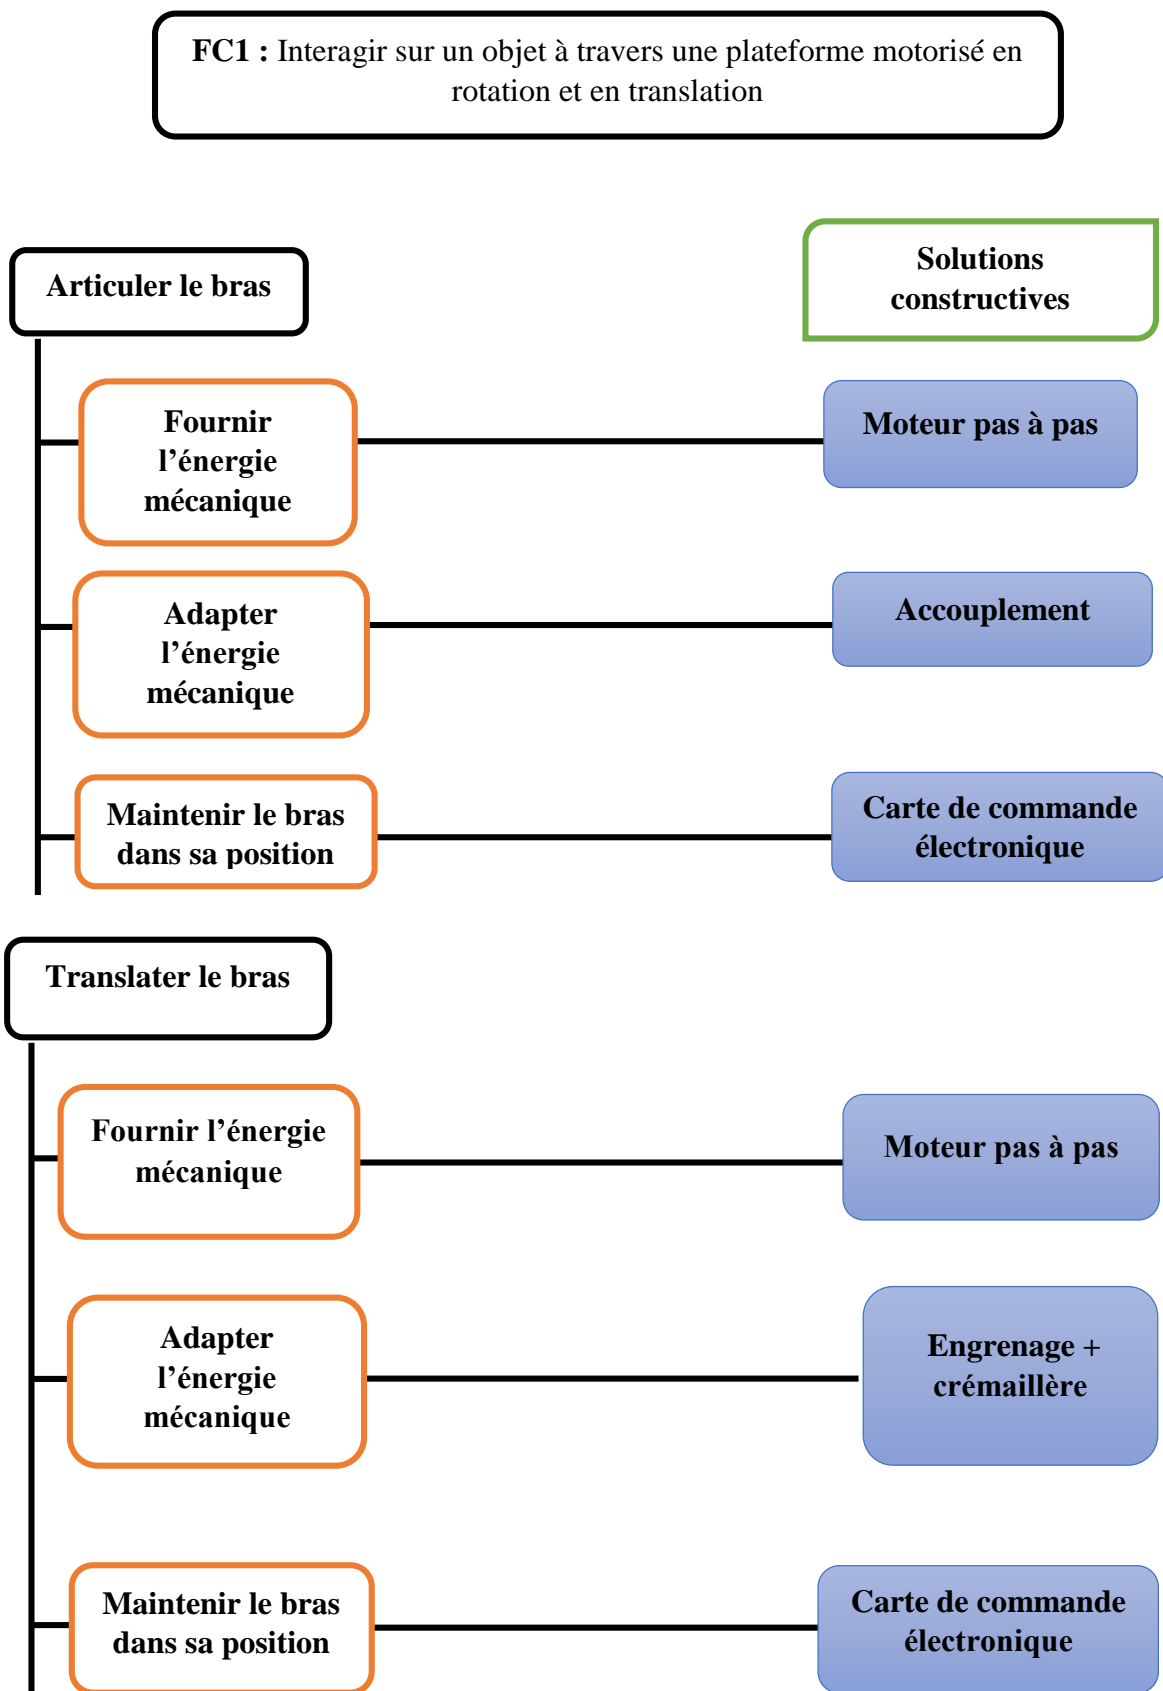 FC1 : Interagir sur un objet à travers une plateforme motorisé en
rotation et en translation
Solutions
constructives
Articuler le bras
Fournir
l’énergie
mécanique
Moteur pas à pas
Adapter
l’énergie
mécanique
Accouplement
Maintenir le bras
dans sa position
Carte de commande
électronique
Translater le bras
Fournir l’énergie
mécanique
Moteur pas à pas
Adapter
l’énergie
mécanique
Engrenage +
crémaillère
Maintenir le bras
dans sa position
Carte de commande
électronique